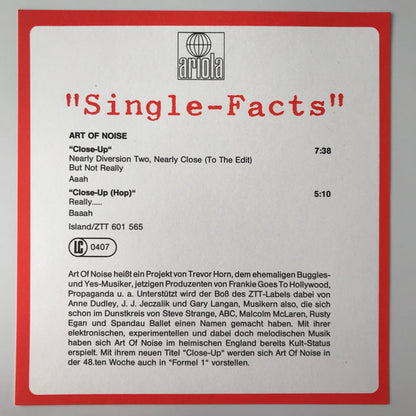 ariola
"Single-Facts"
ART OF NOISE
"Close-Up" 7:38
Nearly Diversion Two, Nearly Close (To The Edit)
But Not Really
Aaah
"Close-Up (Hop)" 5:10
Really.....
Baaah
Island/ZTT 601 565
LC 0407
Art Of Noise heißt ein Projekt von Trevor Horn, dem ehemaligen Buggles-
und Yes-Musiker, jetzigen Produzenten von Frankie Goes To Hollywood,
Propaganda u. a. Unterstützt wird der Boß des ZTT-Labels dabei von
Anne Dudley, J. J. Jeczalik und Gary Langan, Musikern also, die sich
schon im Dunstkreis von Steve Strange, ABC, Malcolm McLaren, Rusty
Egan und Spandau Ballet einen Namen gemacht haben. Mit ihrer
elektronischen, experimentellen und dabei doch melodischen Musik
haben sich Art Of Noise im heimischen England bereits Kult-Status
erspielt. Mit ihrem neuen Titel "Close-Up" werden sich Art Of Noise in
der 48.ten Woche auch in "Formel 1" vorstellen.